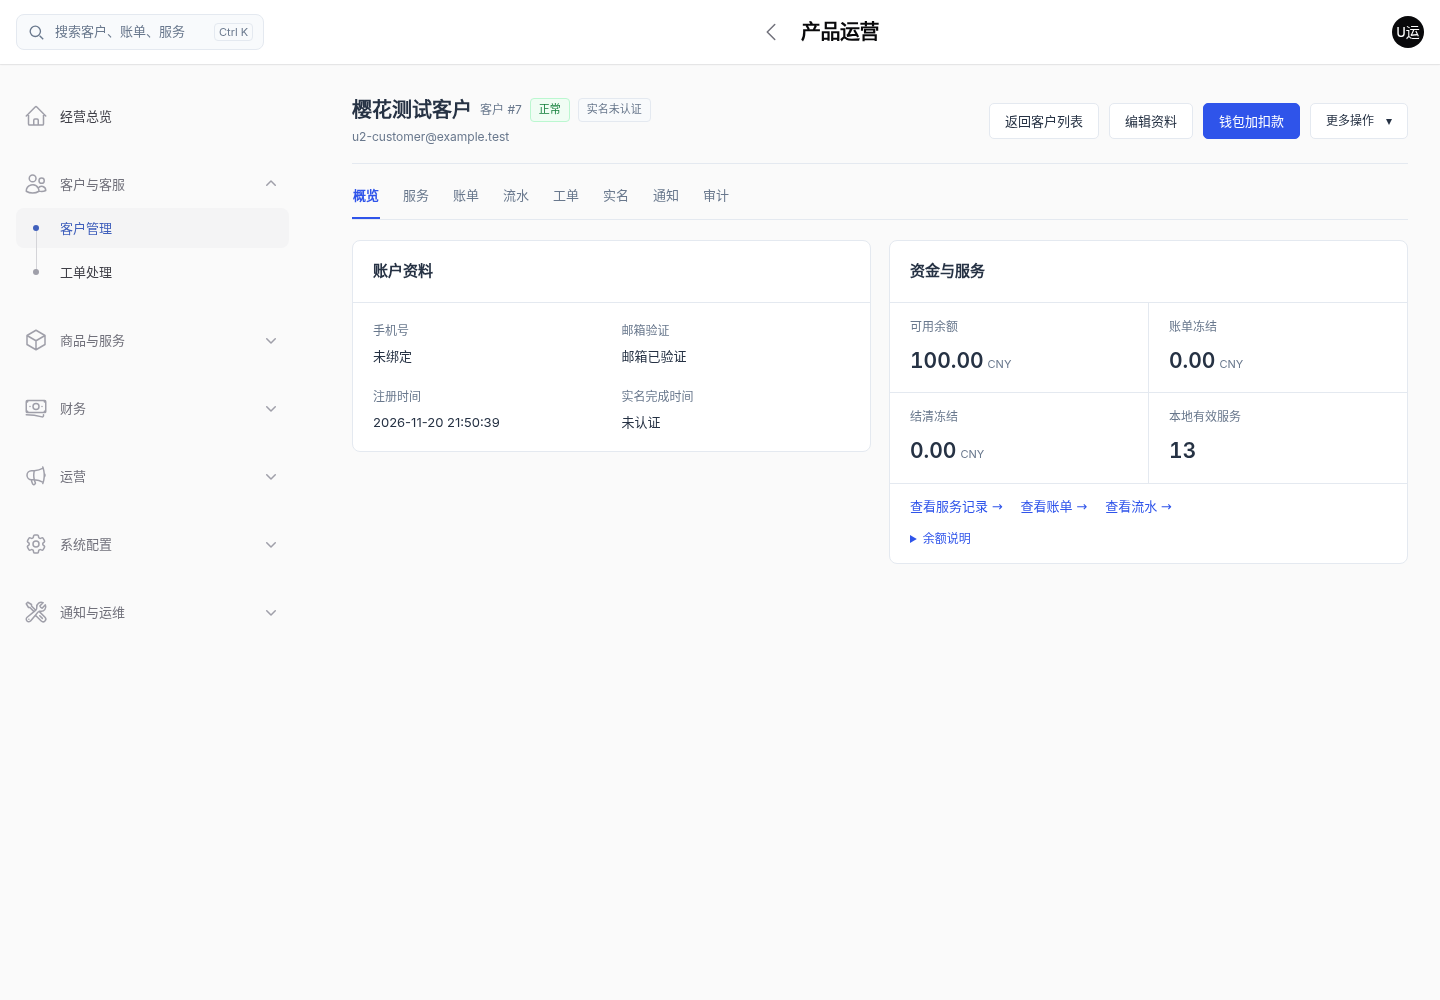 搜索客户、账单、服务 Ctrl K
产品运营
U运
经营总览
客户与客服
客户管理
工单处理
商品与服务
财务
运营
系统配置
通知与运维
樱花测试客户 客户 #7 正常 实名未认证
u2-customer@example.test
返回客户列表 编辑资料 钱包加扣款 更多操作 ▾
概览 服务 账单 流水 工单 实名 通知 审计
账户资料
手机号 邮箱验证
未绑定 邮箱已验证
注册时间 实名完成时间
2026-11-20 21:50:39 未认证
资金与服务
可用余额 账单冻结
100.00 CNY 0.00 CNY
结清冻结 本地有效服务
0.00 CNY 13
查看服务记录 → 查看账单 → 查看流水 →
▶ 余额说明